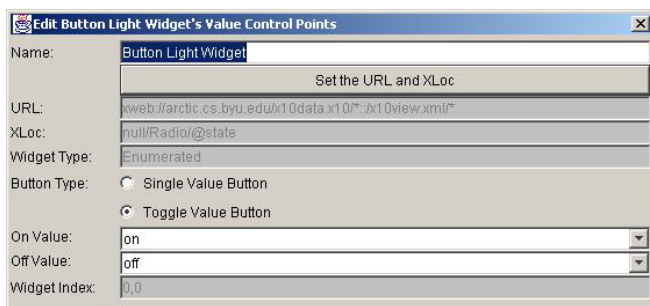 Edit Button Light Widget's Value Control Points
Name: Button Light Widget
Set the URL and XLoc
URL: xweb://arctic.cs.byu.edu/x10data.x10/*::/x10view.xml/*
XLoc: null/Radio/@state
Widget Type: Enumerated
Button Type: Single Value Button
Toggle Value Button
On Value: on
Off Value: off
Widget Index: 0,0